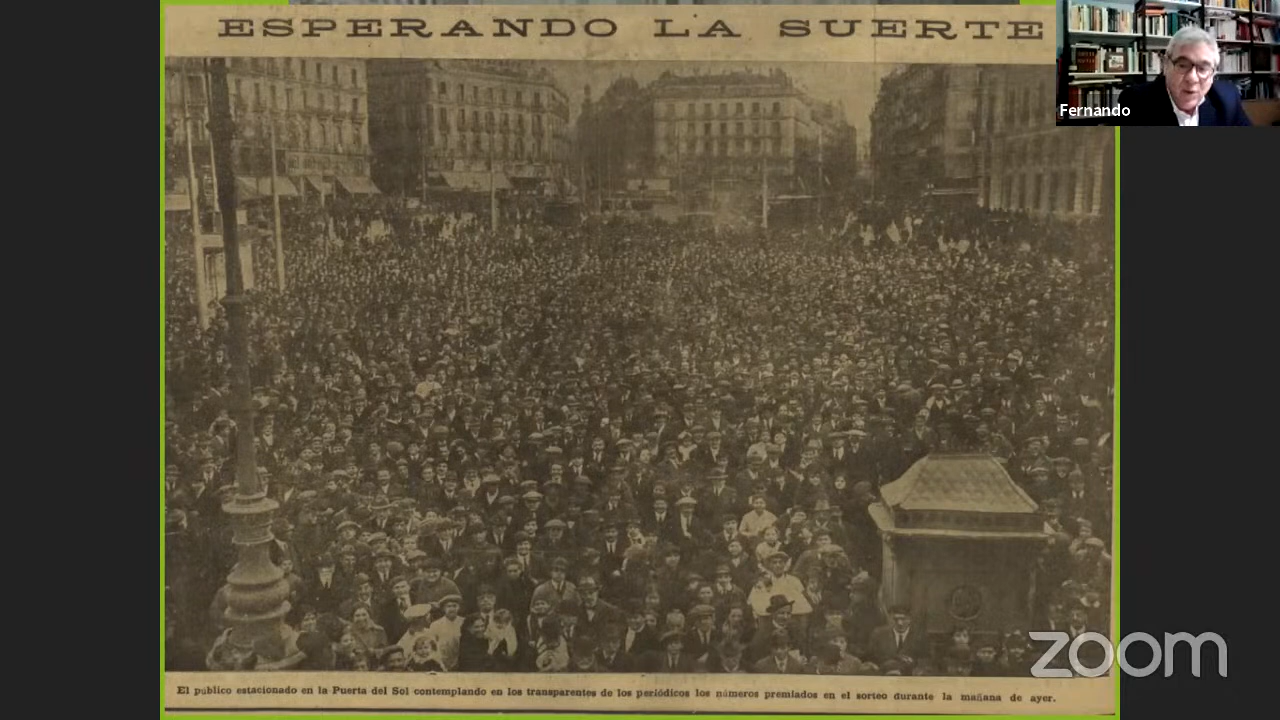 ESPERANDO LA SUERTE
Fernando
El público estacionado en la Puerta del Sol contemplando en los transparentes de los periódicos los números premiados en el sorteo durante la mañana de ayer.
zoom